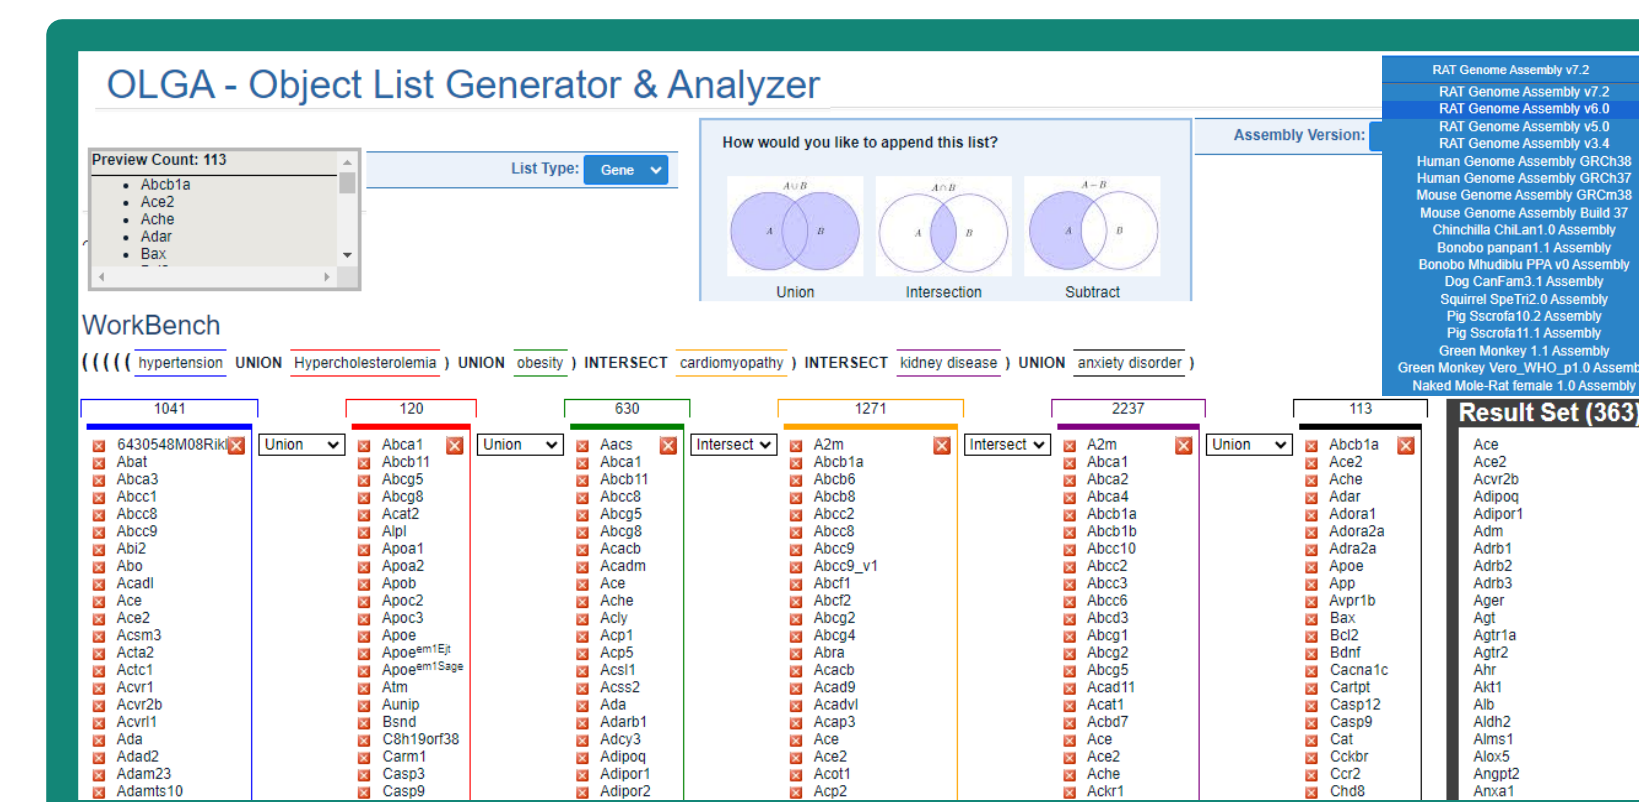 OLGA - Object List Generator & Analyzer
Preview Count: 113
Abcb1a
Ace2
Ache
Adar
Bax
List Type: Gene
How would you like to append this list?
A∪B
A B
A∩B
A B
A − B
A B
Union Intersection Subtract
Assembly Version:
RAT Genome Assembly v7.2
RAT Genome Assembly v7.2
RAT Genome Assembly v6.0
RAT Genome Assembly v5.0
RAT Genome Assembly v3.4
Human Genome Assembly GRCh38
Human Genome Assembly GRCh37
Mouse Genome Assembly GRCm38
Mouse Genome Assembly Build 37
Chinchilla ChiLan1.0 Assembly
Bonobo panpan1.1 Assembly
Bonobo Mhudiblu PPA v0 Assembly
Dog CanFam3.1 Assembly
Squirrel SpeTri2.0 Assembly
Pig Sscrofa10.2 Assembly
Pig Sscrofa11.1 Assembly
Green Monkey 1.1 Assembly
Green Monkey Vero_WHO_p1.0 Assemb
Naked Mole-Rat female 1.0 Assembly
WorkBench
( ( ( ( ( hypertension UNION Hypercholesterolemia ) UNION obesity ) INTERSECT cardiomyopathy ) INTERSECT kidney disease ) UNION anxiety disorder )
1041
6430548M08Rik
Abat
Abca3
Abcc1
Abcc8
Abcc9
Abi2
Abo
Acadl
Ace
Ace2
Acsm3
Acta2
Actc1
Acvr1
Acvr2b
Acvrl1
Ada
Adad2
Adam23
Adamts10
Union
120
Abca1
Abcb11
Abcg5
Abcg8
Acat2
Alpl
Apoa1
Apoa2
Apob
Apoc2
Apoc3
Apoe
Apoeem1Ejt
Apoeem1Sage
Atm
Aunip
Bsnd
C8h19orf38
Carm1
Casp3
Casp9
Union
630
Aacs
Abca1
Abcb11
Abcc8
Abcg5
Abcg8
Acacb
Acadm
Ace
Ache
Acly
Acp1
Acp5
Acsl1
Acss2
Ada
Adarb1
Adcy3
Adipoq
Adipor1
Adipor2
Intersect
1271
A2m
Abcb1a
Abcb6
Abcb8
Abcc2
Abcc8
Abcc9
Abcc9_v1
Abcf1
Abcf2
Abcg2
Abcg4
Abra
Acacb
Acad9
Acadvl
Acap3
Ace
Ace2
Acot1
Acp2
Intersect
2237
A2m
Abca1
Abca2
Abca4
Abcb1a
Abcb1b
Abcc10
Abcc2
Abcc3
Abcc6
Abcd3
Abcg1
Abcg2
Abcg5
Acad11
Acat1
Acbd7
Ace
Ace2
Ache
Ackr1
Union
113
Abcb1a
Ace2
Ache
Adar
Adora1
Adora2a
Adra2a
Apoe
App
Avpr1b
Bax
Bcl2
Bdnf
Cacna1c
Cartpt
Casp12
Casp9
Cat
Cckbr
Ccr2
Chd8
Result Set (363)
Ace
Ace2
Acvr2b
Adipoq
Adipor1
Adm
Adrb1
Adrb2
Adrb3
Ager
Agt
Agtr1a
Agtr2
Ahr
Akt1
Alb
Aldh2
Alms1
Alox5
Angpt2
Anxa1